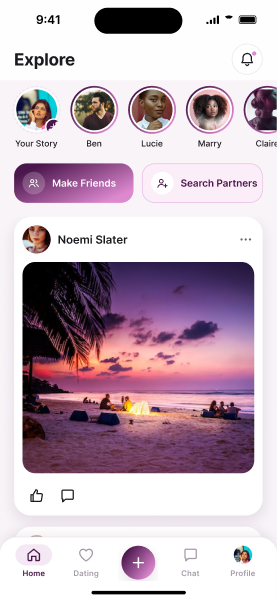 9:41
Explore
Your Story
Ben
Lucie
Marry
Claire
Make Friends
Search Partners
Noemi Slater
Home
Dating
Chat
Profile